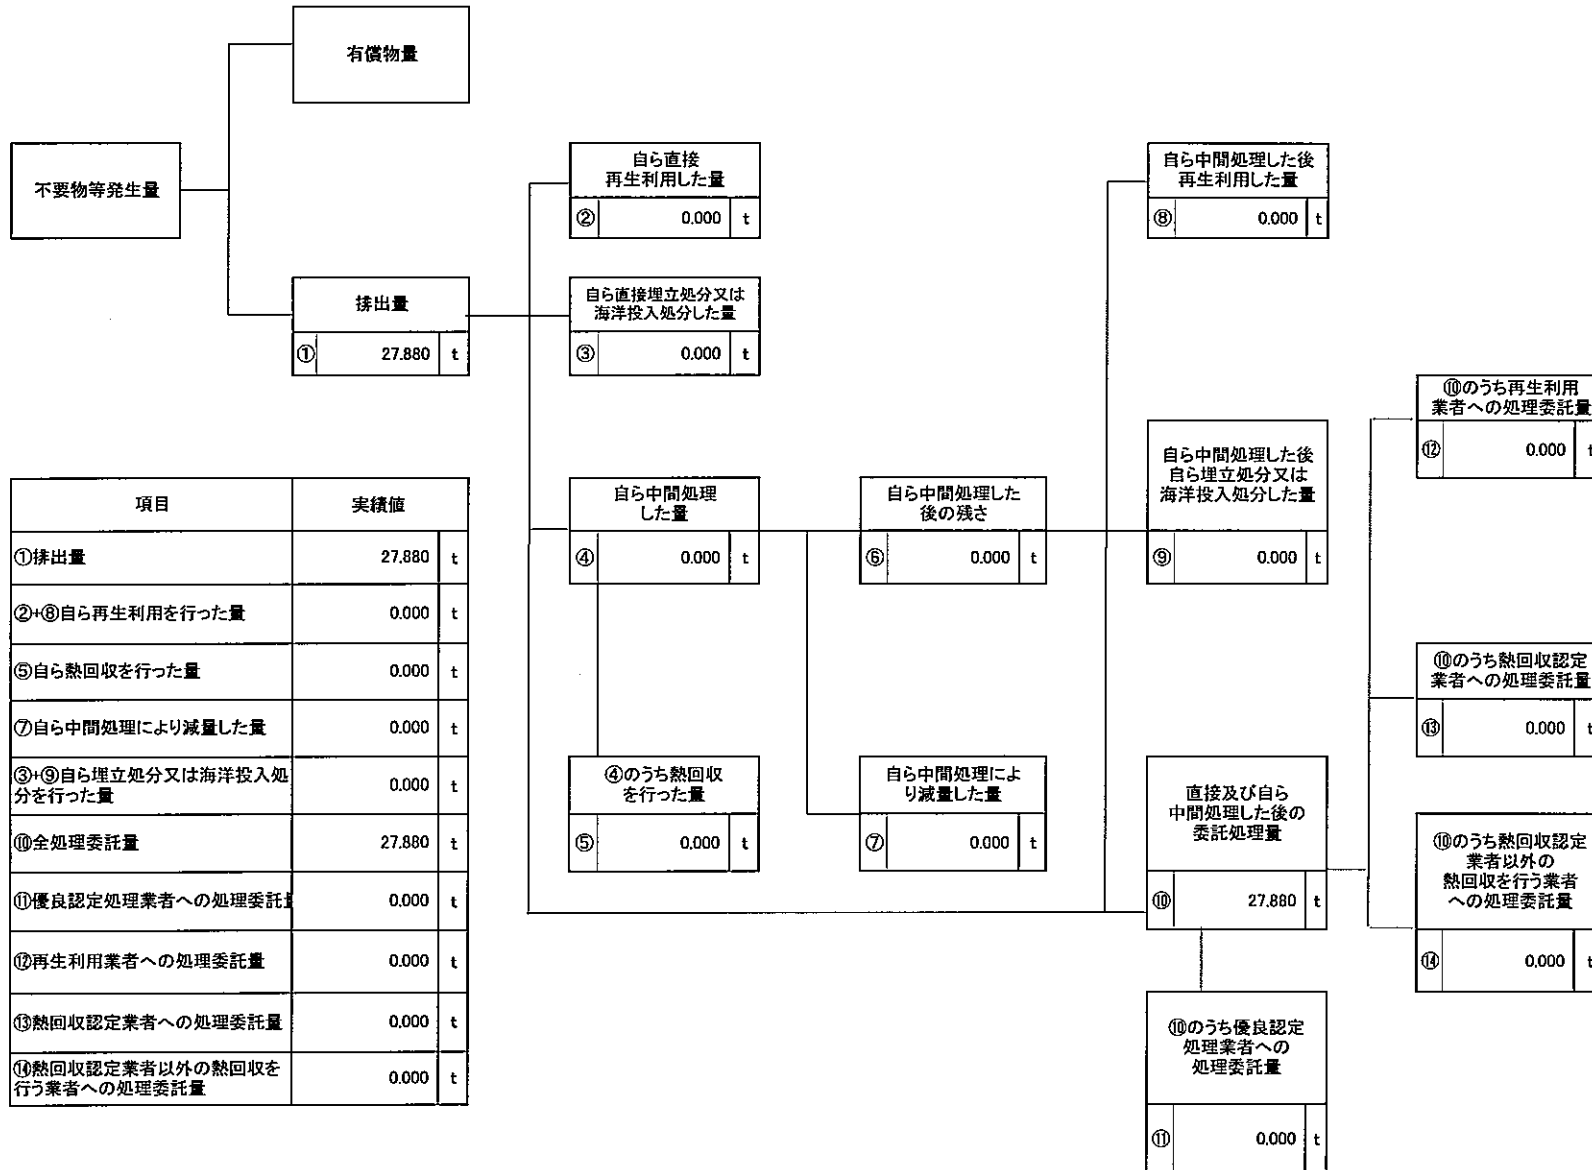 有償物量
不要物等発生量
排出量
① 27.880 t
自ら直接
再生利用した量
② 0.000 t
自ら直接埋立処分又は
海洋投入処分した量
③ 0.000 t
自ら中間処理
した量
④ 0.000 t
④のうち熱回収
を行った量
⑤ 0.000 t
自ら中間処理した
後の残さ
⑥ 0.000 t
自ら中間処理によ
り減量した量
⑦ 0.000 t
自ら中間処理した後
再生利用した量
⑧ 0.000 t
自ら中間処理した後
自ら埋立処分又は
海洋投入処分した量
⑨ 0.000 t
直接及び自ら
中間処理した後の
委託処理量
⑩ 27.880 t
⑩のうち優良認定
処理業者への
処理委託量
⑪ 0.000 t
⑩のうち再生利用
業者への処理委託量
⑫ 0.000 t
⑩のうち熱回収認定
業者への処理委託量
⑬ 0.000 t
⑩のうち熱回収認定
業者以外の
熱回収を行う業者
への処理委託量
⑭ 0.000 t
項目 実績値
①排出量 27.880 t
②+⑧自ら再生利用を行った量 0.000 t
⑤自ら熱回収を行った量 0.000 t
⑦自ら中間処理により減量した量 0.000 t
③+⑨自ら埋立処分又は海洋投入処
分を行った量 0.000 t
⑩全処理委託量 27.880 t
⑪優良認定処理業者への処理委託 0.000 t
⑫再生利用業者への処理委託量 0.000 t
⑬熱回収認定業者への処理委託量 0.000 t
⑭熱回収認定業者以外の熱回収を
行う業者への処理委託量 0.000 t